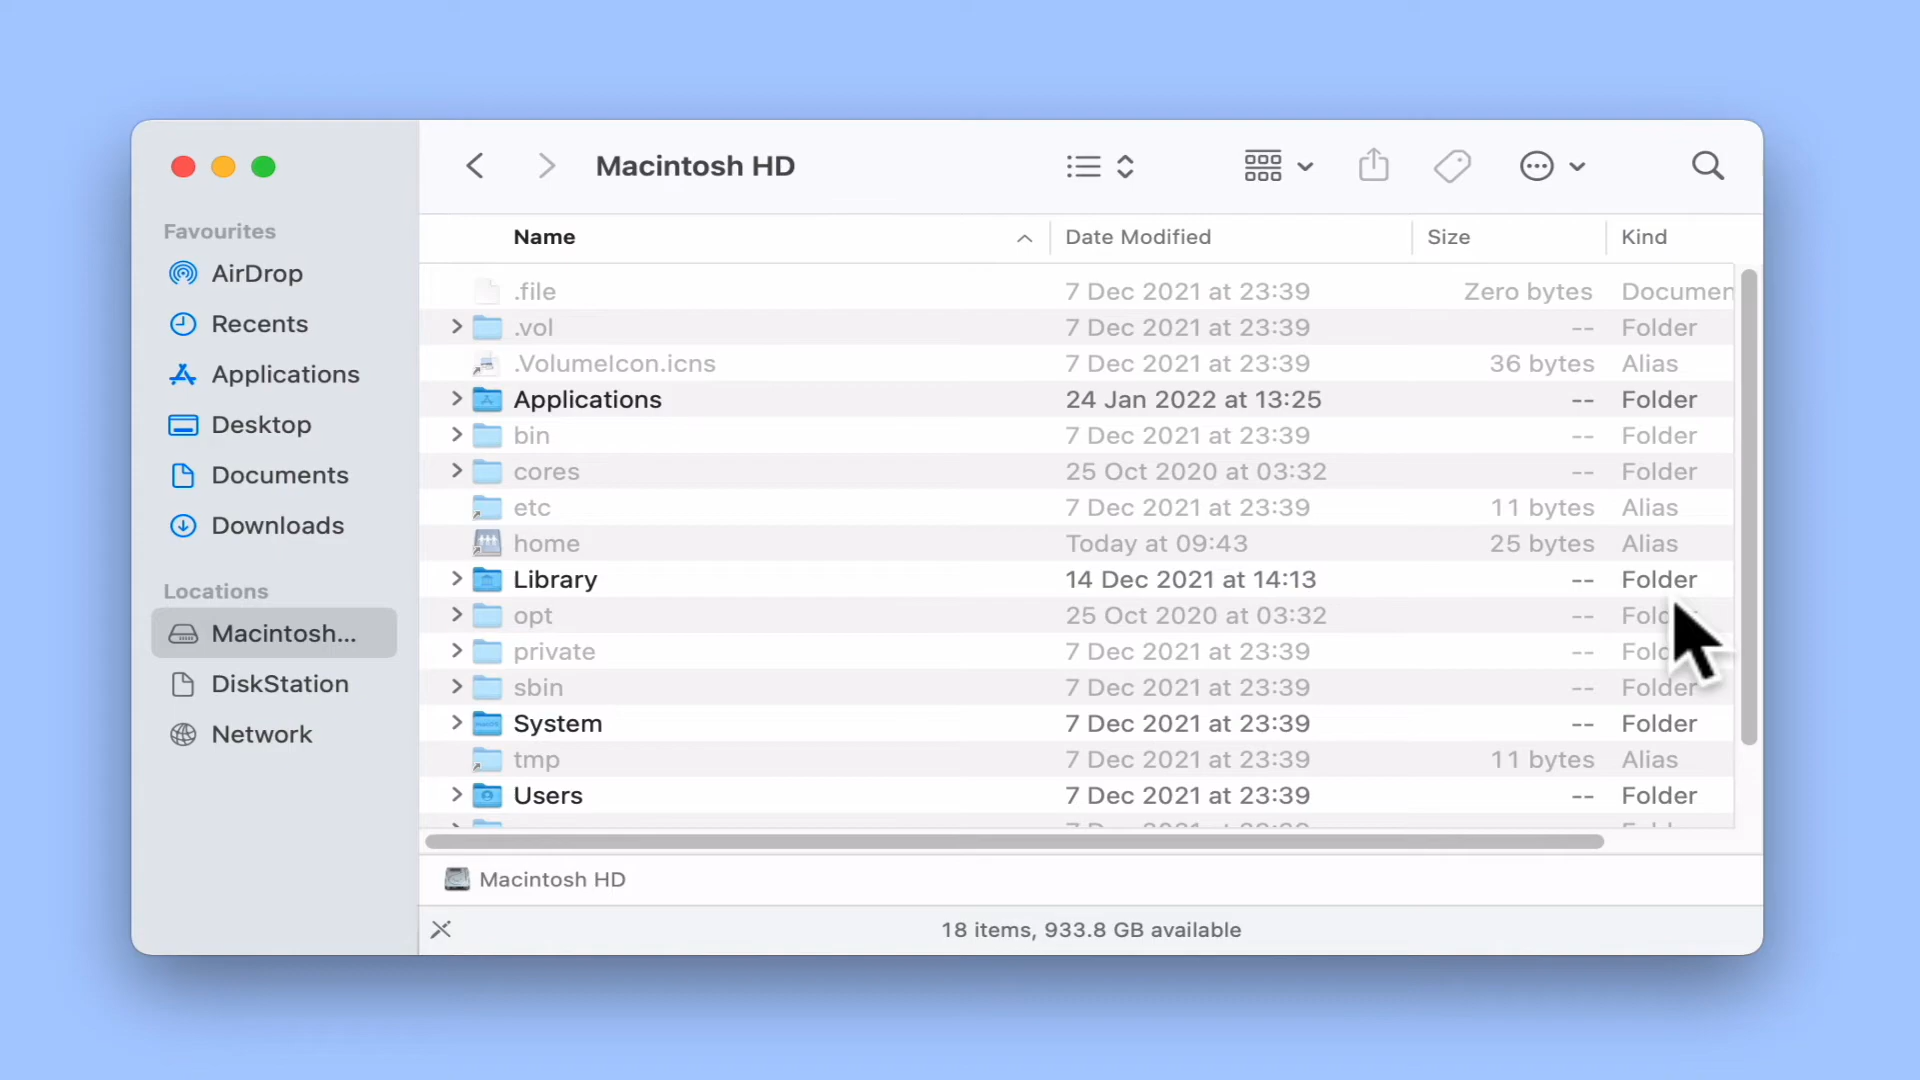 Macintosh HD
Favourites
AirDrop
Recents
Applications
Desktop
Documents
Downloads
Locations
Macintosh...
DiskStation
Network
Name Date Modified Size Kind
.file 7 Dec 2021 at 23:39 Zero bytes Documen
.vol 7 Dec 2021 at 23:39 -- Folder
.VolumeIcon.icns 7 Dec 2021 at 23:39 36 bytes Alias
Applications 24 Jan 2022 at 13:25 -- Folder
bin 7 Dec 2021 at 23:39 -- Folder
cores 25 Oct 2020 at 03:32 -- Folder
etc 7 Dec 2021 at 23:39 11 bytes Alias
home Today at 09:43 25 bytes Alias
Library 14 Dec 2021 at 14:13 -- Folder
opt 25 Oct 2020 at 03:32 -- Fold
private 7 Dec 2021 at 23:39 -- Fold
sbin 7 Dec 2021 at 23:39 -- Folder
System 7 Dec 2021 at 23:39 -- Folder
tmp 7 Dec 2021 at 23:39 11 bytes Alias
Users 7 Dec 2021 at 23:39 -- Folder
Macintosh HD
18 items, 933.8 GB available